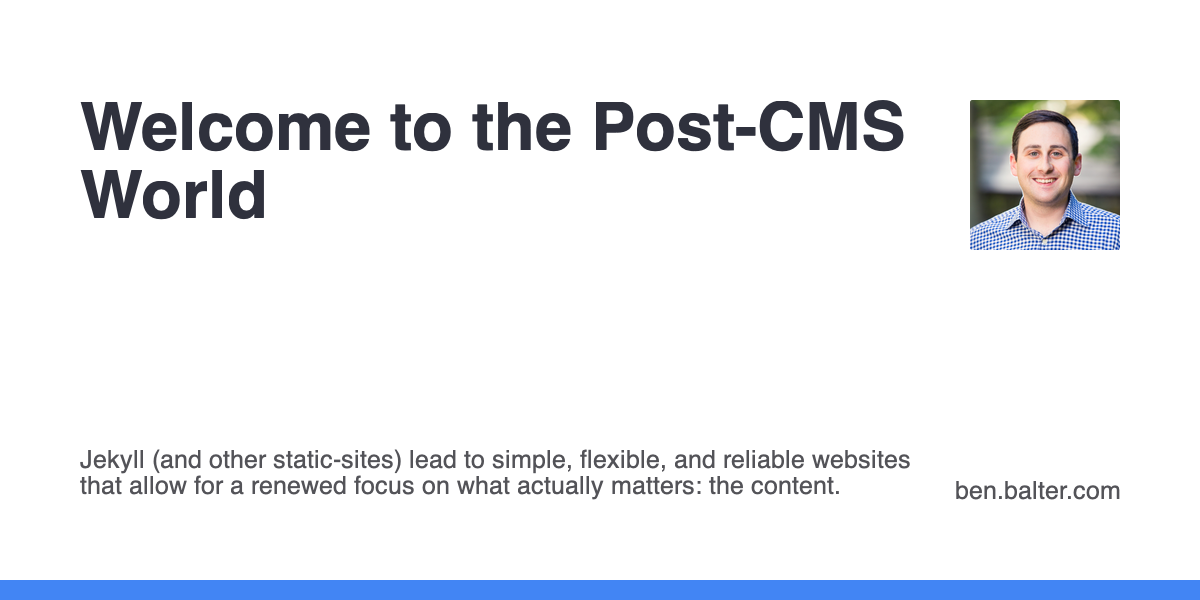 Welcome to the Post-CMS
World
Jekyll (and other static-sites) lead to simple, flexible, and reliable websites
that allow for a renewed focus on what actually matters: the content.
ben.balter.com